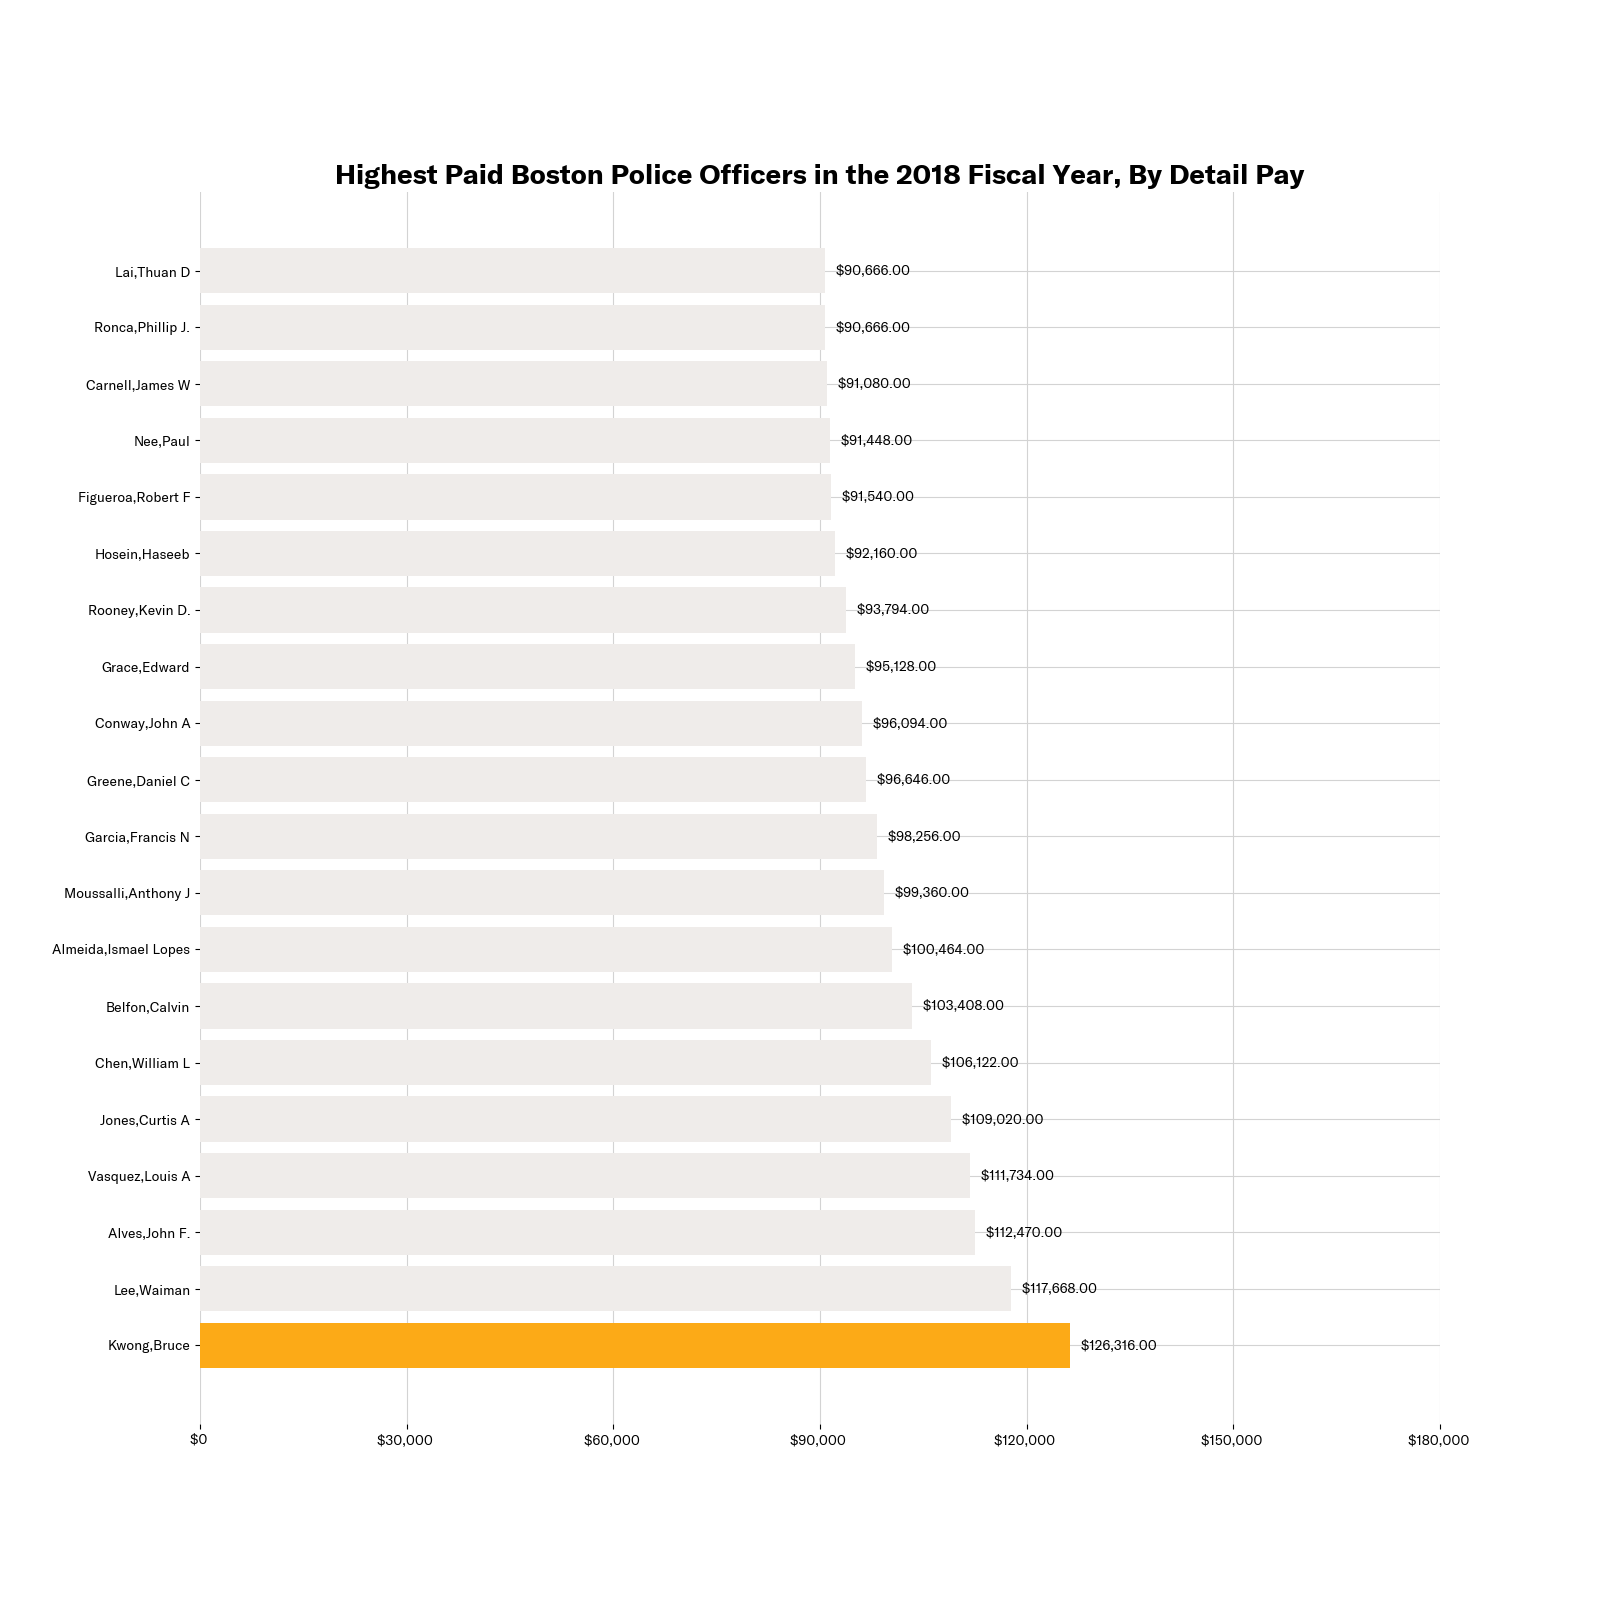 Highest Paid Boston Police Officers in the 2018 Fiscal Year, By Detail Pay
Lai,Thuan D $90,666.00
Ronca,Phillip J. $90,666.00
Carnell,James W $91,080.00
Nee,Paul $91,448.00
Figueroa,Robert F $91,540.00
Hosein,Haseeb $92,160.00
Rooney,Kevin D. $93,794.00
Grace,Edward $95,128.00
Conway,John A $96,094.00
Greene,Daniel C $96,646.00
Garcia,Francis N $98,256.00
Moussalli,Anthony J $99,360.00
Almeida,Ismael Lopes $100,464.00
Belfon,Calvin $103,408.00
Chen,William L $106,122.00
Jones,Curtis A $109,020.00
Vasquez,Louis A $111,734.00
Alves,John F. $112,470.00
Lee,Waiman $117,668.00
Kwong,Bruce $126,316.00
$0 $30,000 $60,000 $90,000 $120,000 $150,000 $180,000